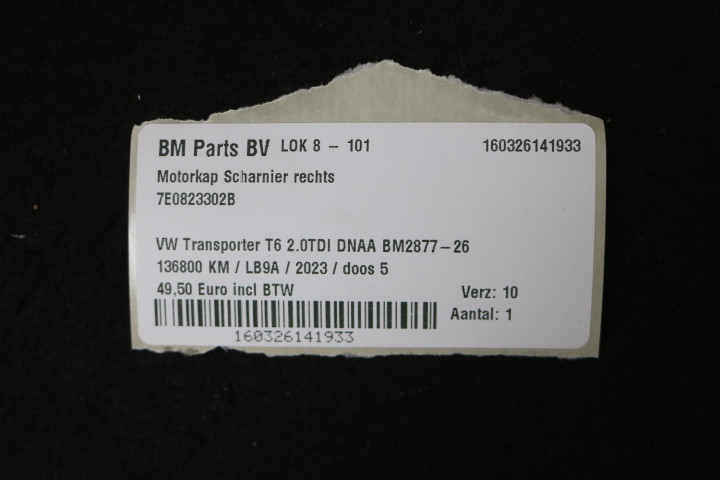 BM Parts BV LOK 8 - 101 160326141933
Motorkap Scharnier rechts
7E0823302B
VW Transporter T6 2.0TDI DNAA BM2877-26
136800 KM / LB9A / 2023 / doos 5
49,50 Euro incl BTW Verz: 10
Aantal: 1
160326141933